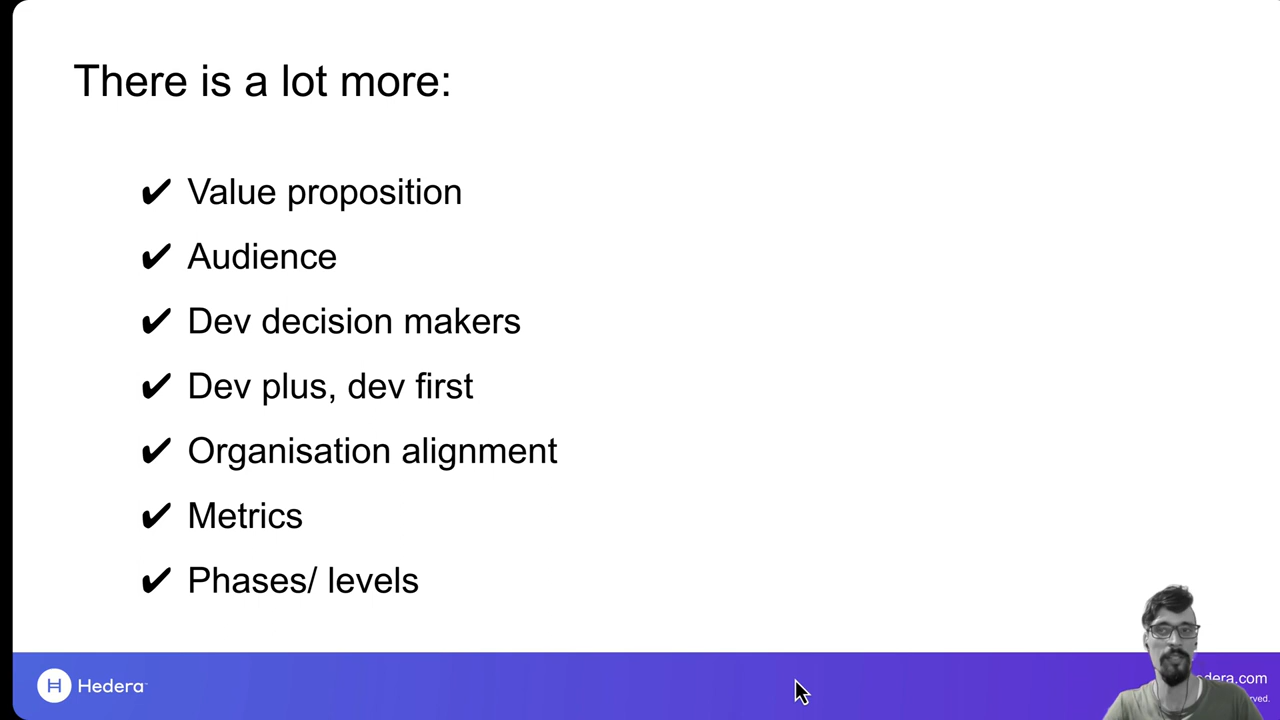 There is a lot more:
✔ Value proposition
✔ Audience
✔ Dev decision makers
✔ Dev plus, dev first
✔ Organisation alignment
✔ Metrics
✔ Phases/ levels
Hedera